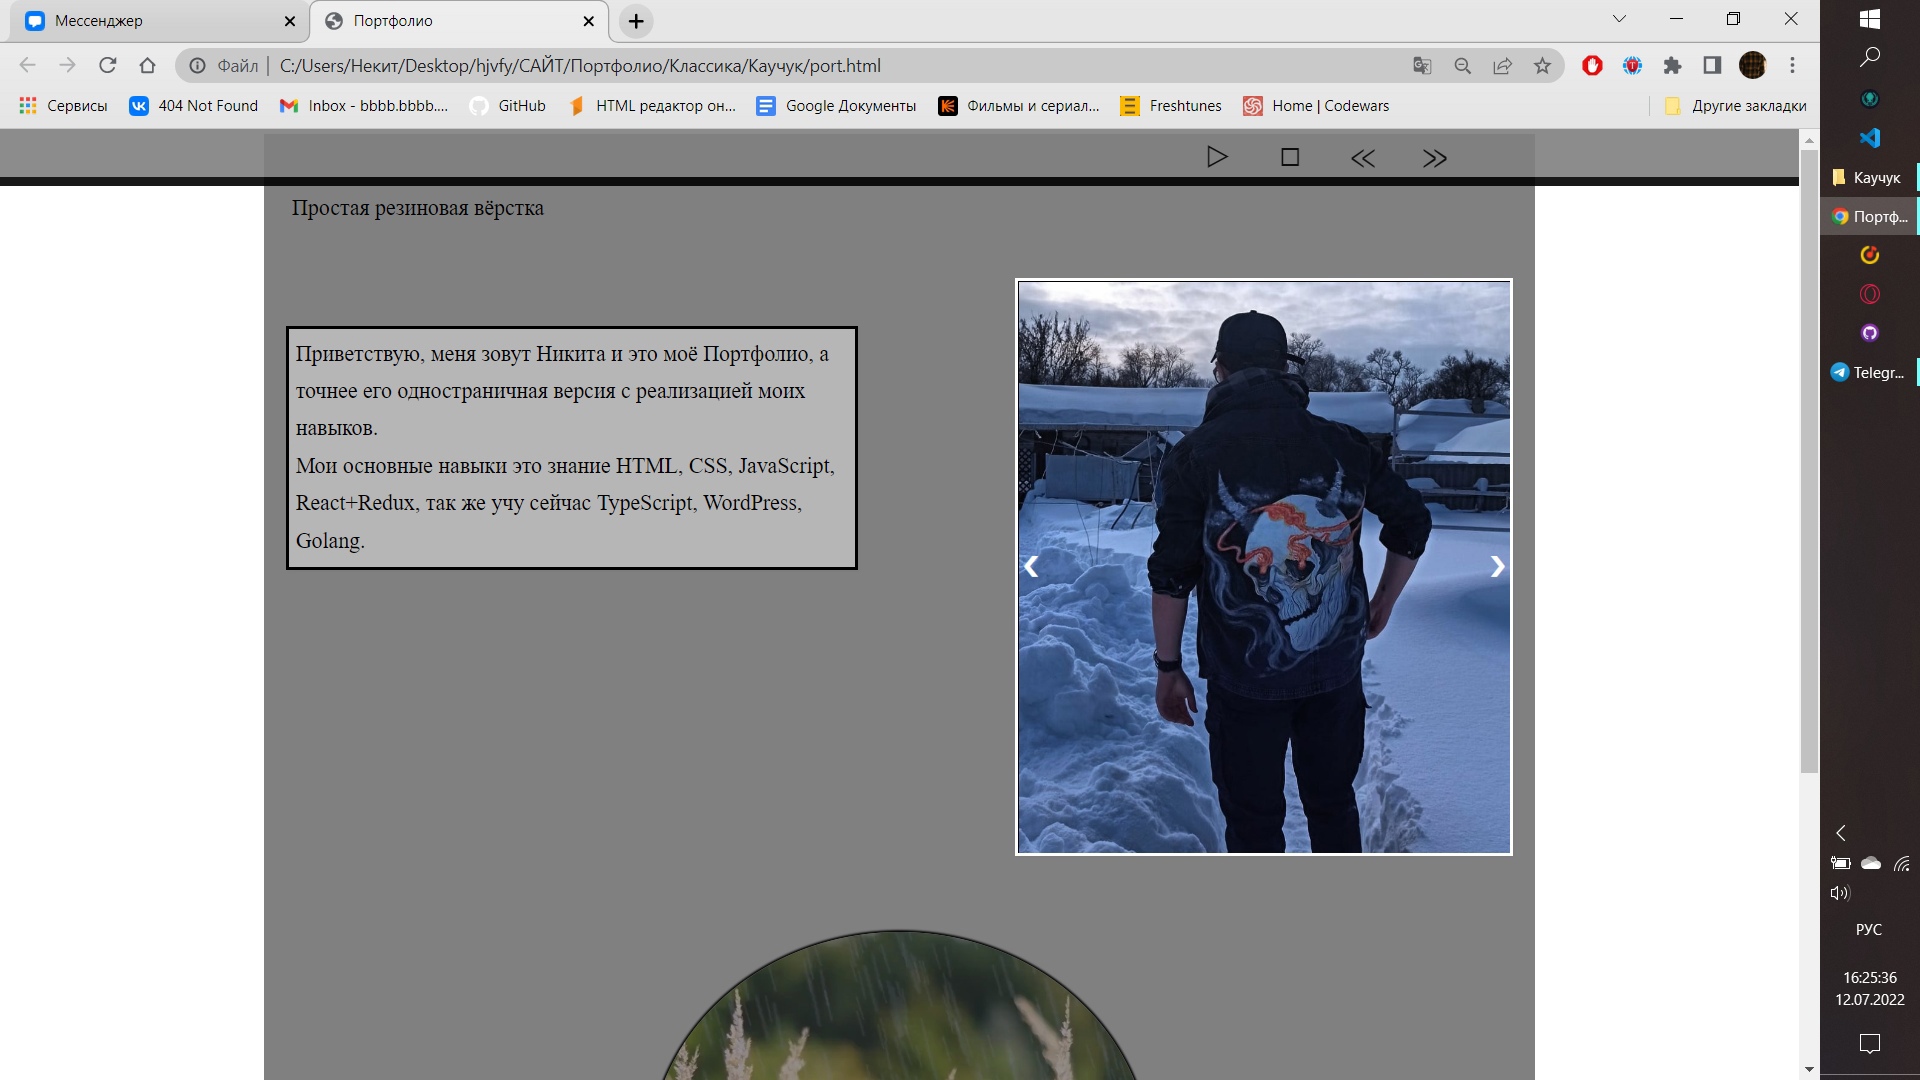 Мессенджер
Портфолио
Файл | C:/Users/Некит/Desktop/hjvfy/САЙТ/Портфолио/Классика/Каучук/port.html
Сервисы
404 Not Found
Inbox - bbbb.bbbb....
GitHub
HTML редактор он...
Google Документы
Фильмы и сериал...
Freshtunes
Home | Codewars
Другие закладки
Простая резиновая вёрстка
Приветствую, меня зовут Никита и это моё Портфолио, а
точнее его одностраничная версия с реализацией моих
навыков.
Мои основные навыки это знание HTML, CSS, JavaScript,
React+Redux, так же учу сейчас TypeScript, WordPress,
Golang.
Каучук
Портф...
Telegr...
РУС
16:25:36
12.07.2022